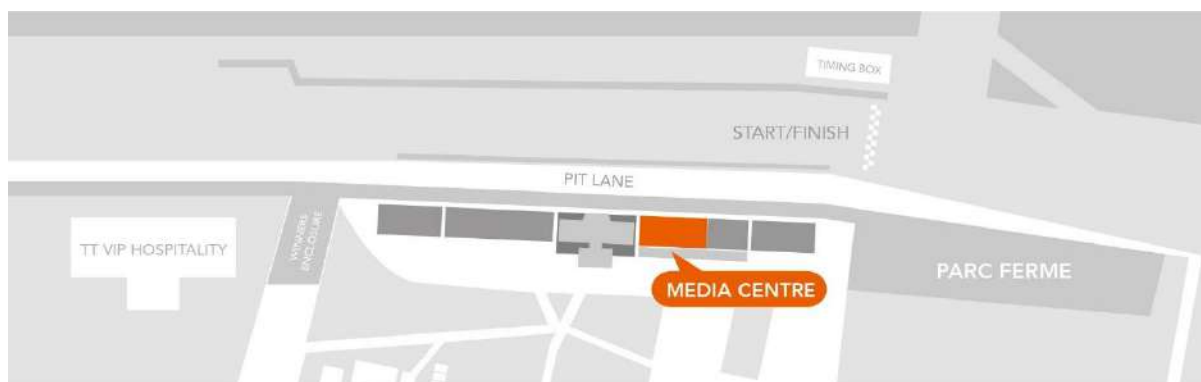 TIMING BOX
START/FINISH
PIT LANE
WINNERS
ENCLOSURE
TT VIP HOSPITALITY
PARC FERME
MEDIA CENTRE